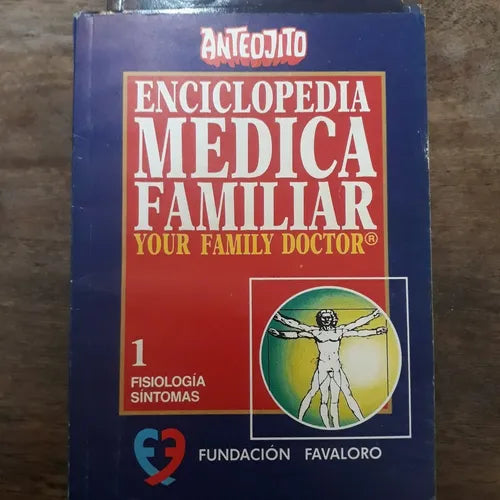 ANTEOJITO
ENCICLOPEDIA
MEDICA
FAMILIAR
YOUR FAMILY DOCTOR®
1
FISIOLOGÍA
SÍNTOMAS
FUNDACIÓN FAVALORO